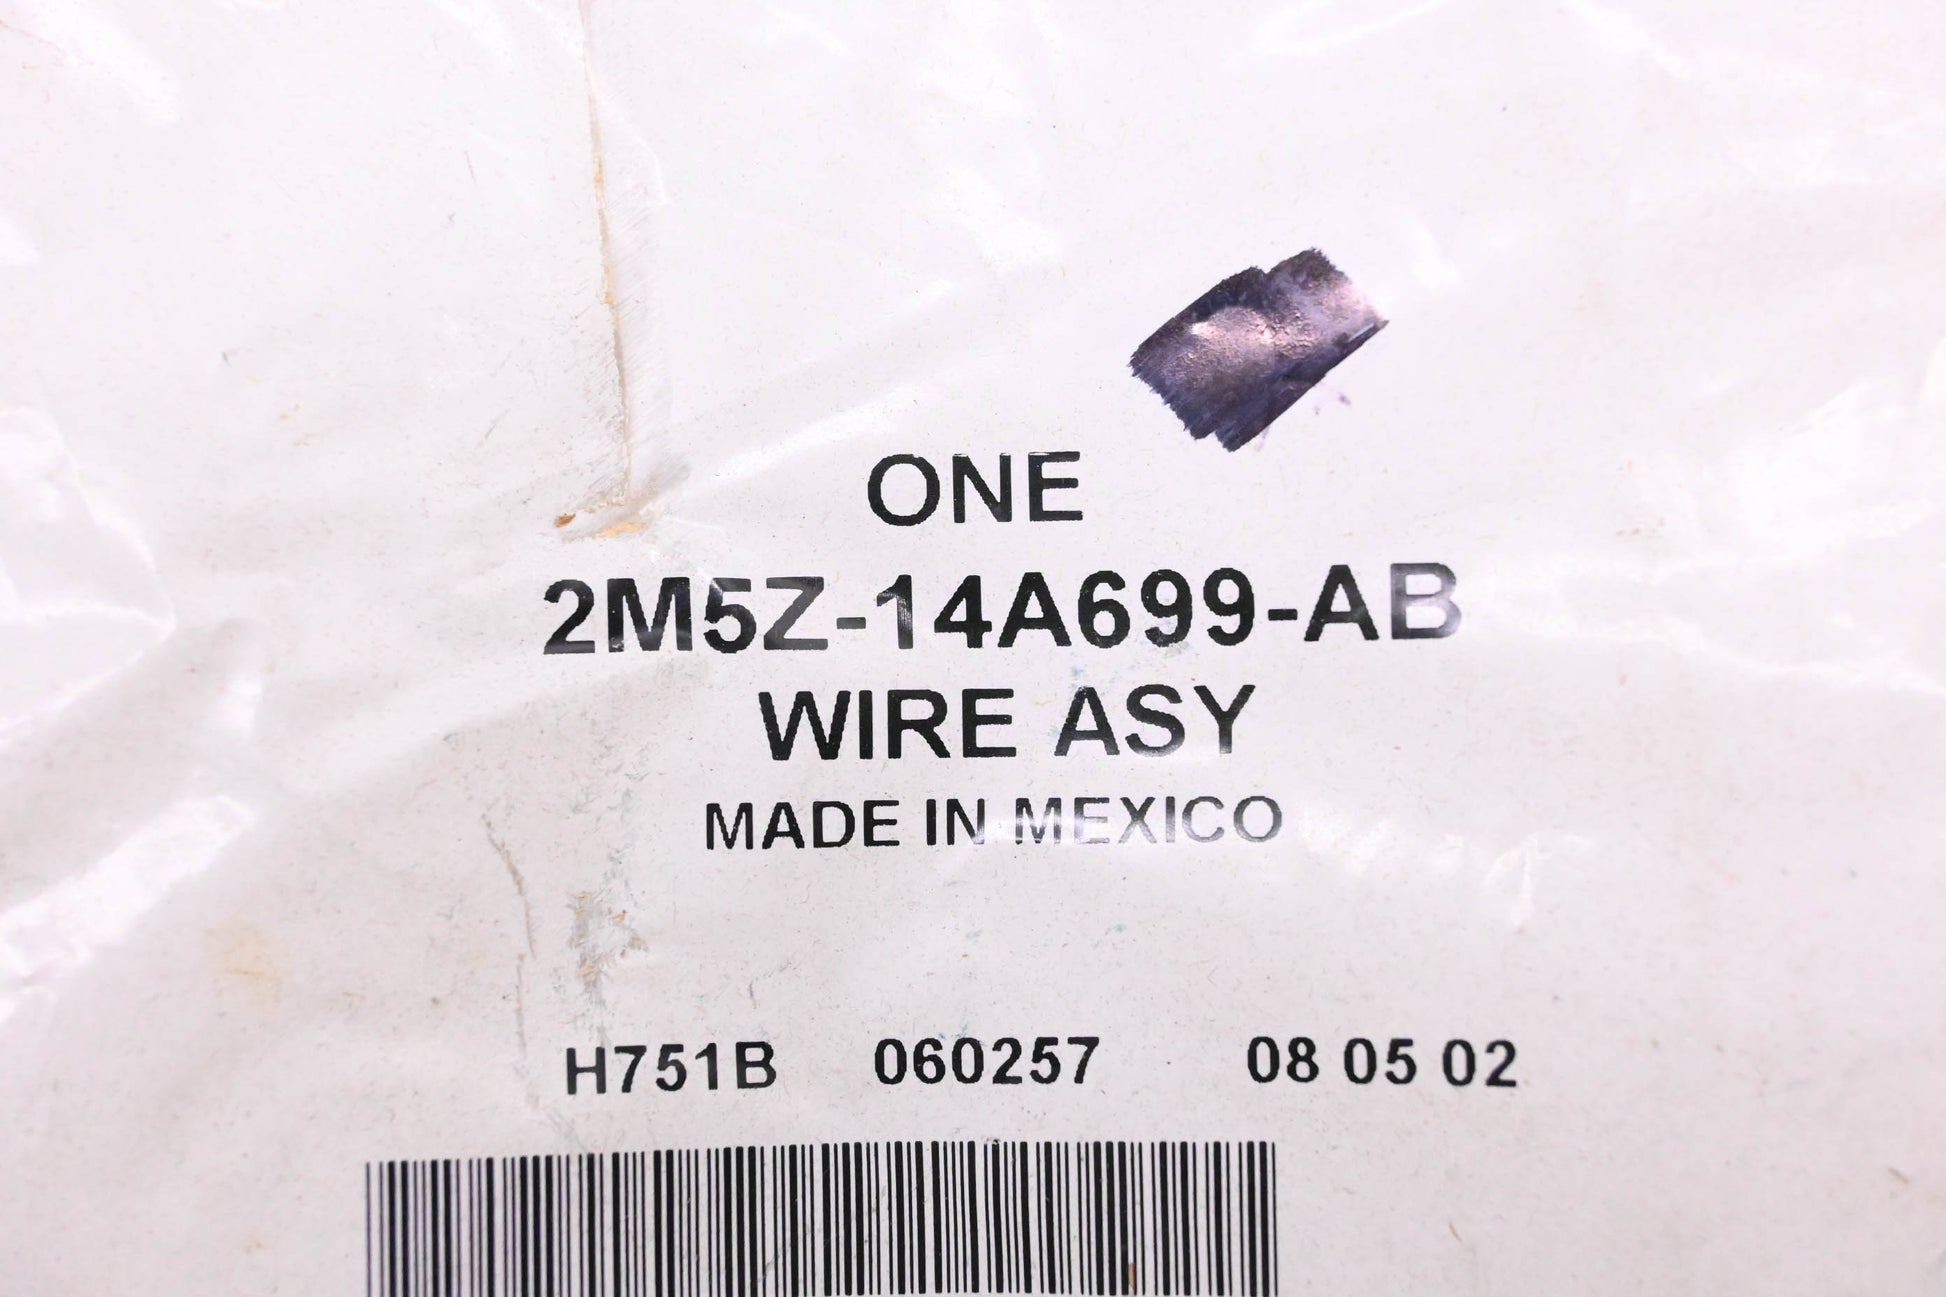 ONE
2M5Z-14A699-AB
WIRE ASY
MADE IN MEXICO
H751B 060257 08 05 02